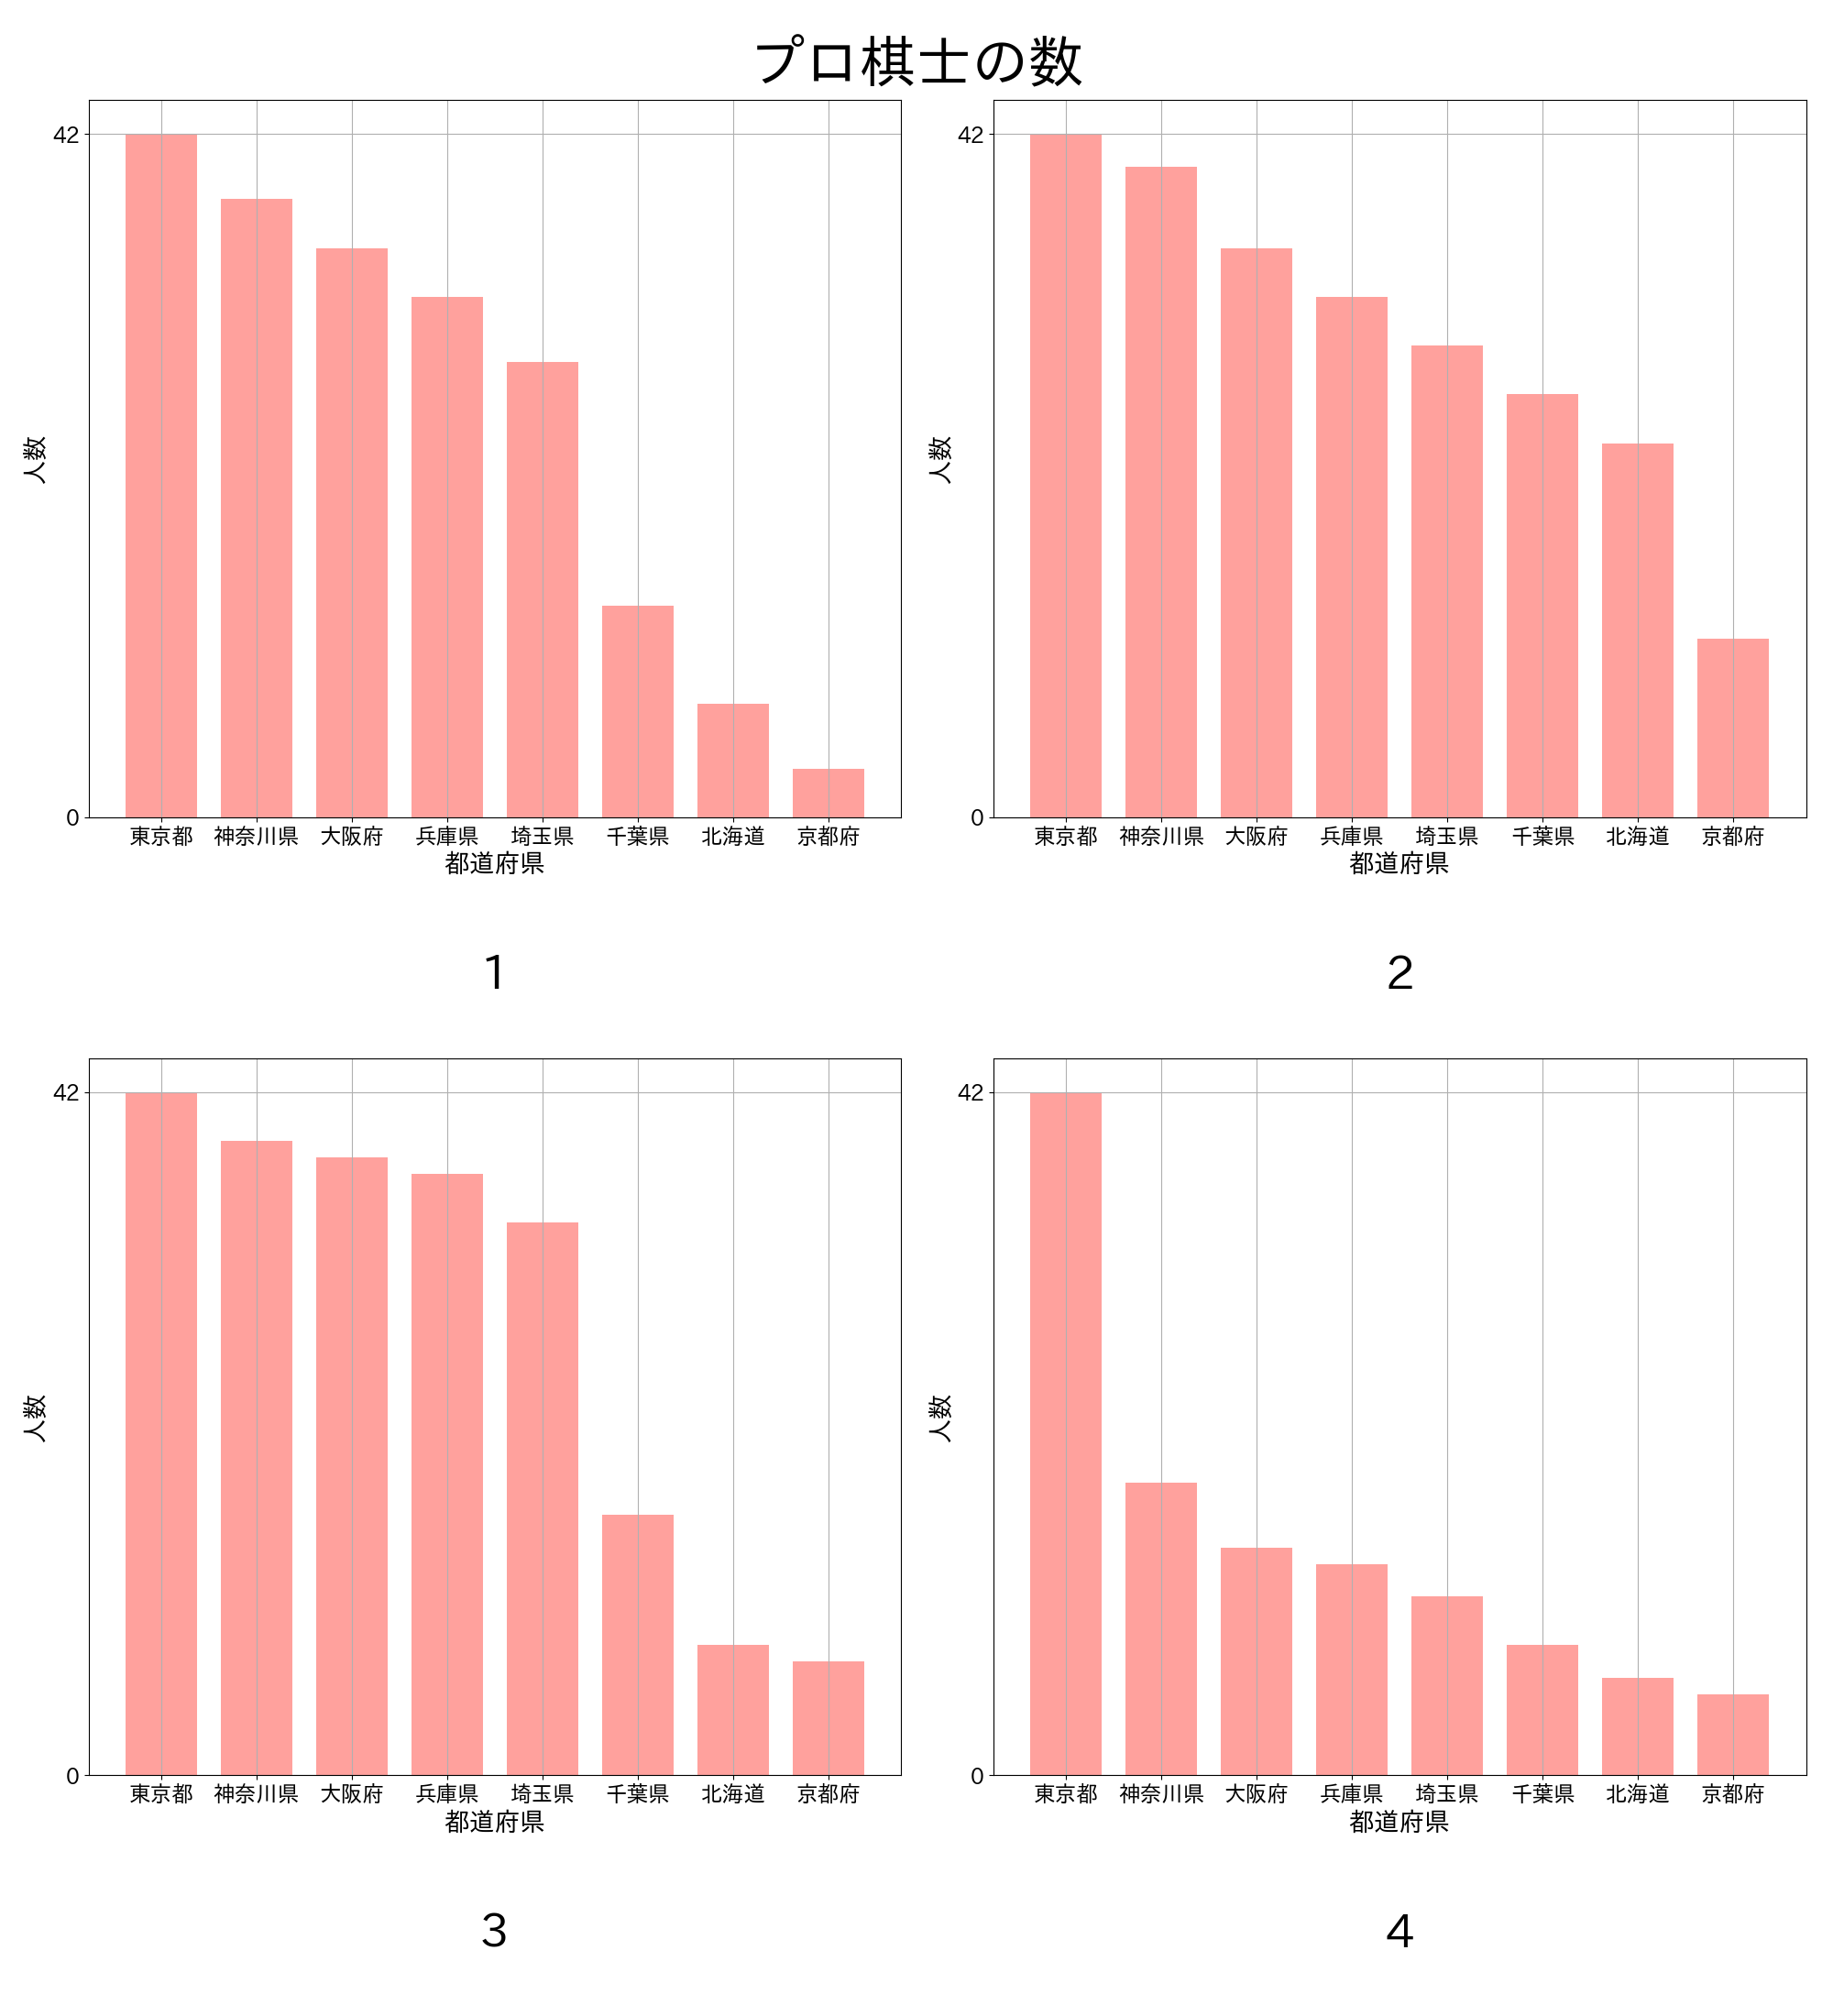 プロ棋士の数
42
0
人数
東京都 神奈川県 大阪府 兵庫県 埼玉県 千葉県 北海道 京都府
都道府県
1
42
0
人数
東京都 神奈川県 大阪府 兵庫県 埼玉県 千葉県 北海道 京都府
都道府県
2
42
0
人数
東京都 神奈川県 大阪府 兵庫県 埼玉県 千葉県 北海道 京都府
都道府県
3
42
0
人数
東京都 神奈川県 大阪府 兵庫県 埼玉県 千葉県 北海道 京都府
都道府県
4